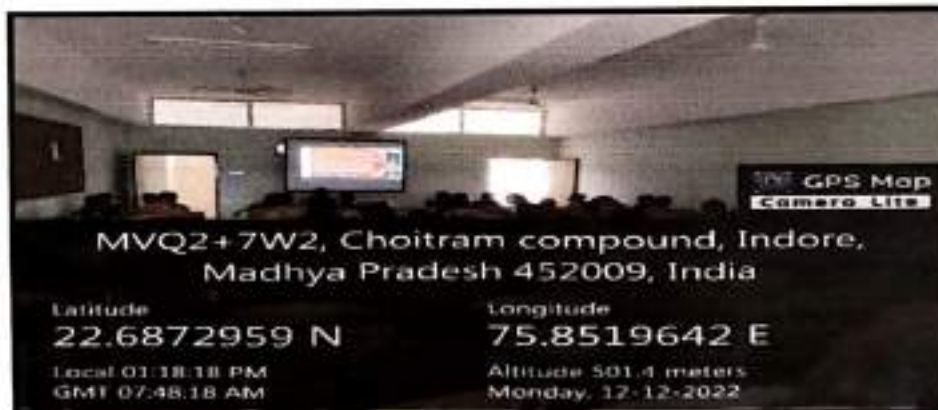 GPS Map
Camera Lite
MVQ2+7W2, Choitram compound, Indore,
Madhya Pradesh 452009, India
Latitude
22.6872959 N
Longitude
75.8519642 E
Local 01:18:18 PM
GMT 07:48:18 AM
Altitude 501.4 meters
Monday, 12-12-2022